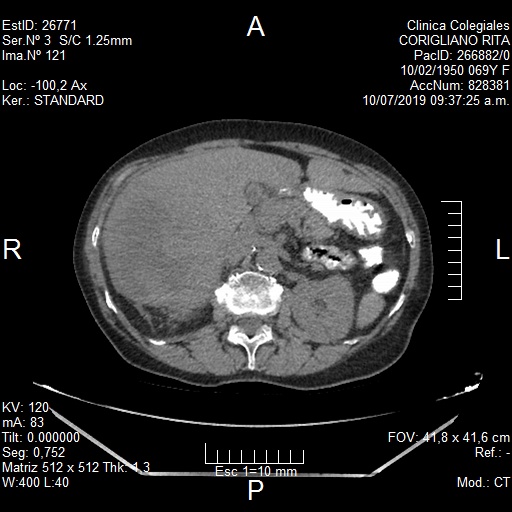 EstID: 26771
Ser.Nº 3 S/C 1.25mm
Ima.Nº 121
Loc: -100,2 Ax
Ker.: STANDARD
A
Clinica Colegiales
CORIGLIANO RITA
PacID: 266882/0
10/02/1950 069Y F
AccNum: 828381
10/07/2019 09:37:25 a.m.
R
L
KV: 120
mA: 83
Tilt: 0.000000
Seg: 0,752
Matriz 512 x 512 Thk: 1.3
W:400 L:40
Esc 1=10 mm
P
FOV: 41,8 x 41,6 cm
Ref.: -
Mod.: CT